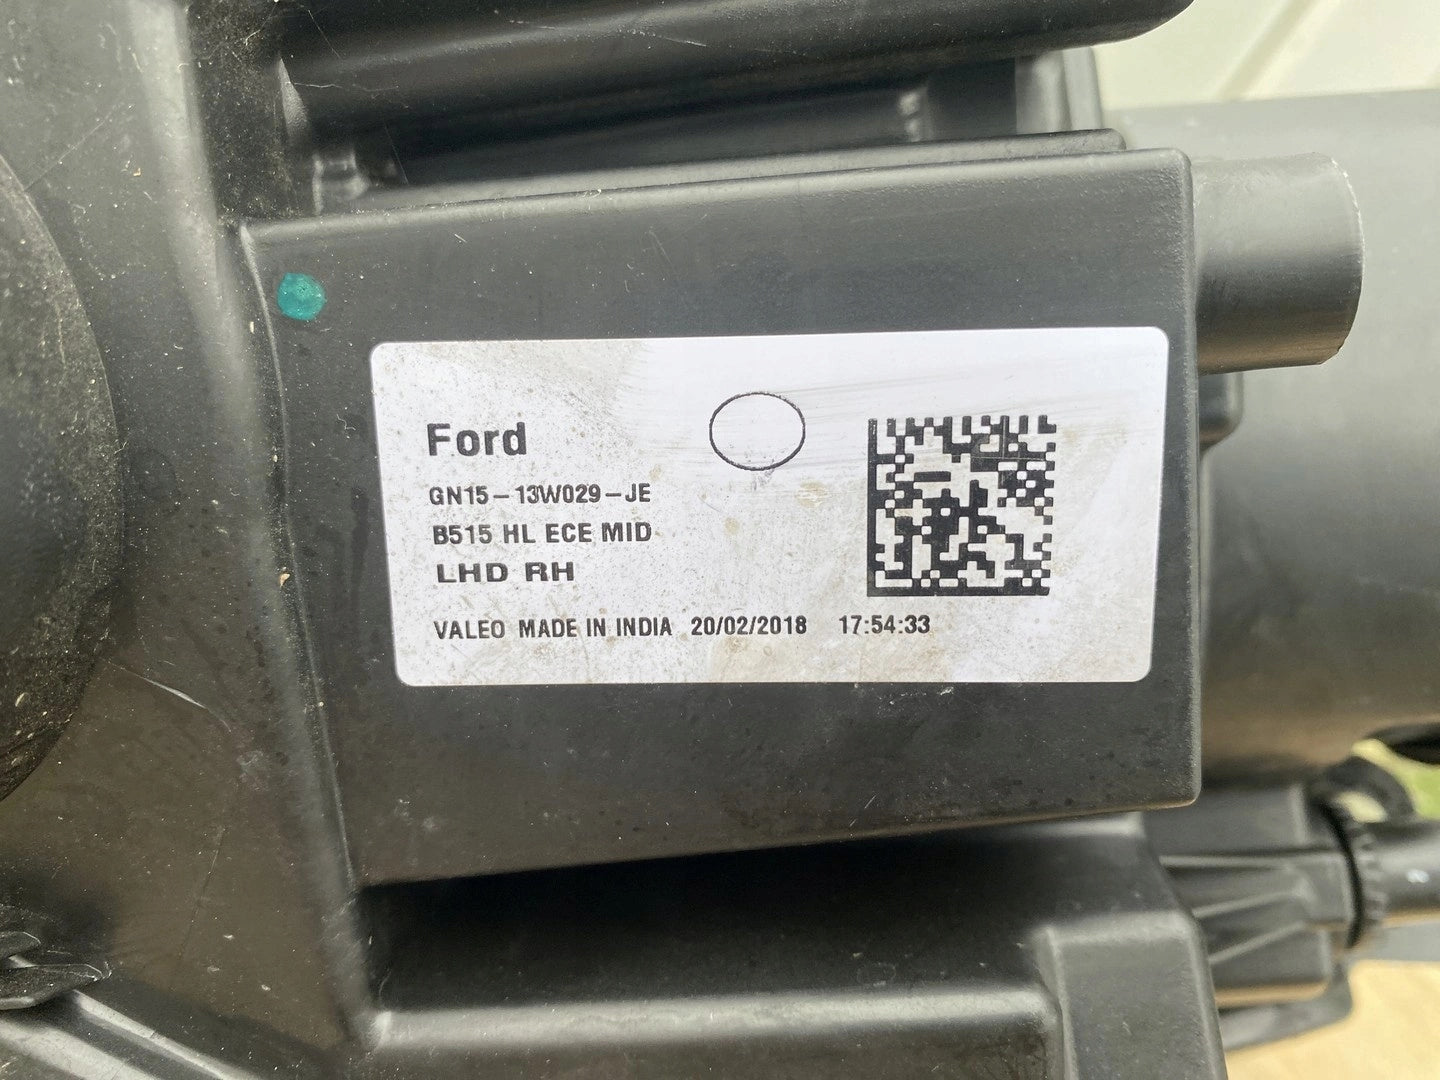 Ford
GN15-13W029-JE
B515 HL ECE MID
LHD RH
VALEO MADE IN INDIA 20/02/2018 17:54:33